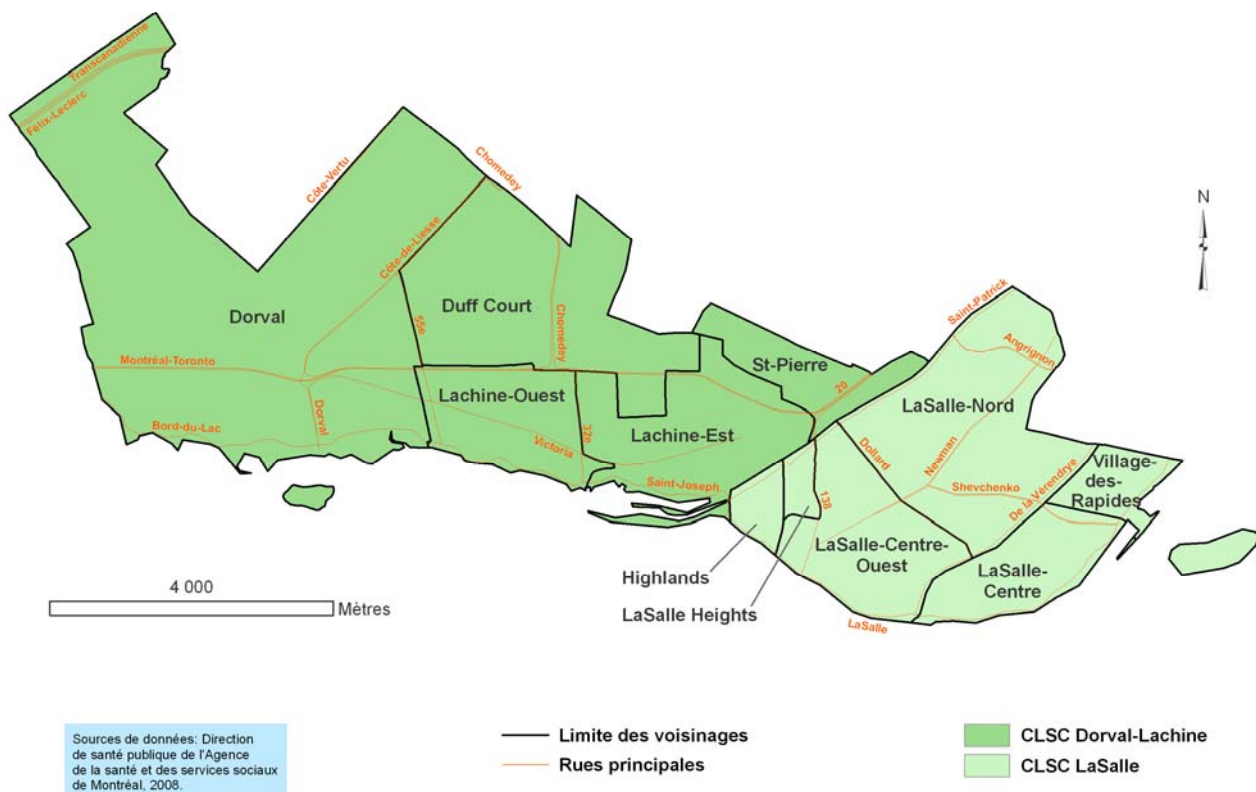 Transcanadienne
Félix-Leclerc
Côte-Vertu
Chomedey
Côte-de-Liesse
N
Dorval
Duff Court
55e
Chomedey
Saint-Patrick
Angrignon
Montréal-Toronto
St-Pierre
20
Lachine-Ouest
LaSalle-Nord
Dorval
Bord-du-Lac
Victoria
32e
Lachine-Est
Dollard
Newman
Village-
des-
Rapides
Saint-Joseph
138
Shevchenko
De la Vérendrye
LaSalle-Centre-
Ouest
LaSalle-
Centre
Highlands
LaSalle Heights
LaSalle
4 000
Mètres
Sources de données: Direction
de santé publique de l'Agence
de la santé et des services sociaux
de Montréal, 2008.
Limite des voisinages
Rues principales
CLSC Dorval-Lachine
CLSC LaSalle